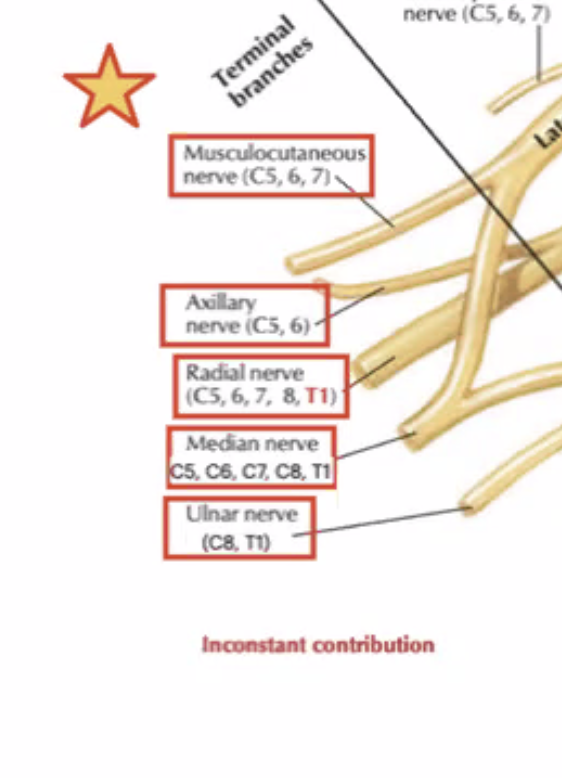 nerve (C5, 6, 7)
Terminal
branches
Musculocutaneous
nerve (C5, 6, 7)
Axillary
nerve (C5, 6)
Radial nerve
(C5, 6, 7, 8, T1)
Median nerve
C5, C6, C7, C8, T1
Ulnar nerve
(C8, T1)
Inconstant contribution